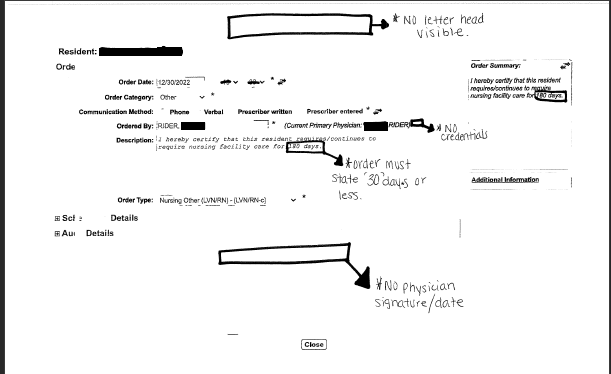 * NO letter head
visible.
Resident:
Orde
Order Summary:
I hereby certify that this resident
requires/continues to require
nursing facility care for 180 days.
Order Date: 12/30/2022 *
Order Category: Other *
Communication Method: Phone Verbal Prescriber written Prescriber entered *
Ordered By: RIDER, * (Current Primary Physician: RIDER)
* NO
credentials
Description: I hereby certify that this resident requires/continues to
require nursing facility care for 180 days.
*order must
state "30" days or
less.
Additional Information
Order Type: Nursing Other (LVN/RN) - (LVN/RN-c) *
Details
Details
*NO physician
signature/date
Close